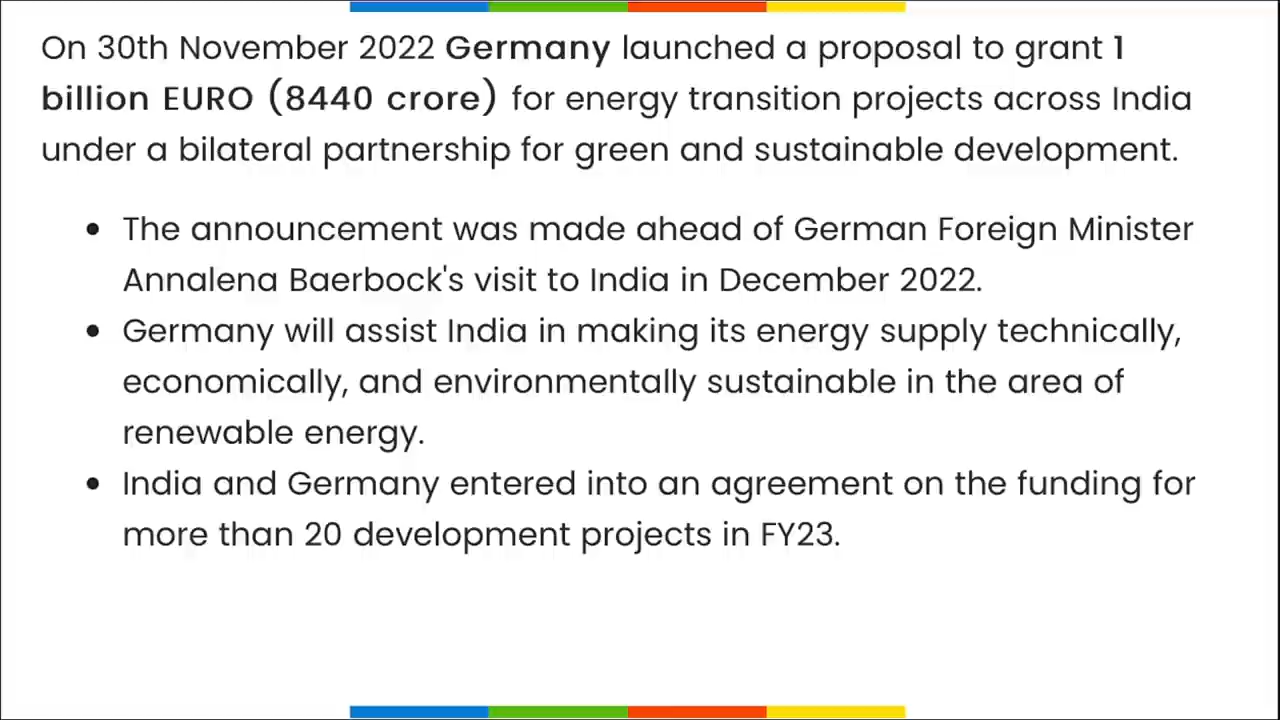 On 30th November 2022 Germany launched a proposal to grant 1
billion EURO (8440 crore) for energy transition projects across India
under a bilateral partnership for green and sustainable development.
• The announcement was made ahead of German Foreign Minister
Annalena Baerbock's visit to India in December 2022.
• Germany will assist India in making its energy supply technically,
economically, and environmentally sustainable in the area of
renewable energy.
• India and Germany entered into an agreement on the funding for
more than 20 development projects in FY23.